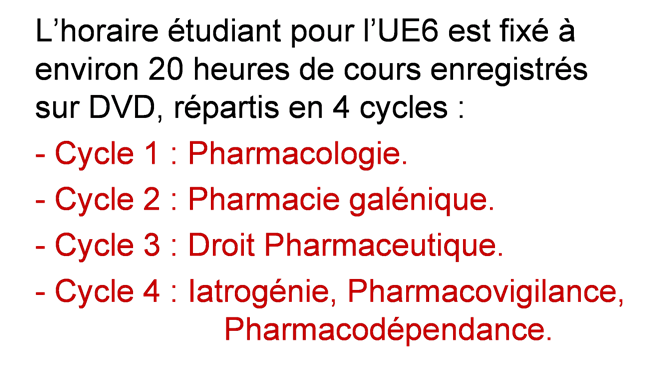 L’horaire étudiant pour l’UE6 est fixé à
environ 20 heures de cours enregistrés
sur DVD, répartis en 4 cycles :
- Cycle 1 : Pharmacologie.
- Cycle 2 : Pharmacie galénique.
- Cycle 3 : Droit Pharmaceutique.
- Cycle 4 : Iatrogénie, Pharmacovigilance,
Pharmacodépendance.